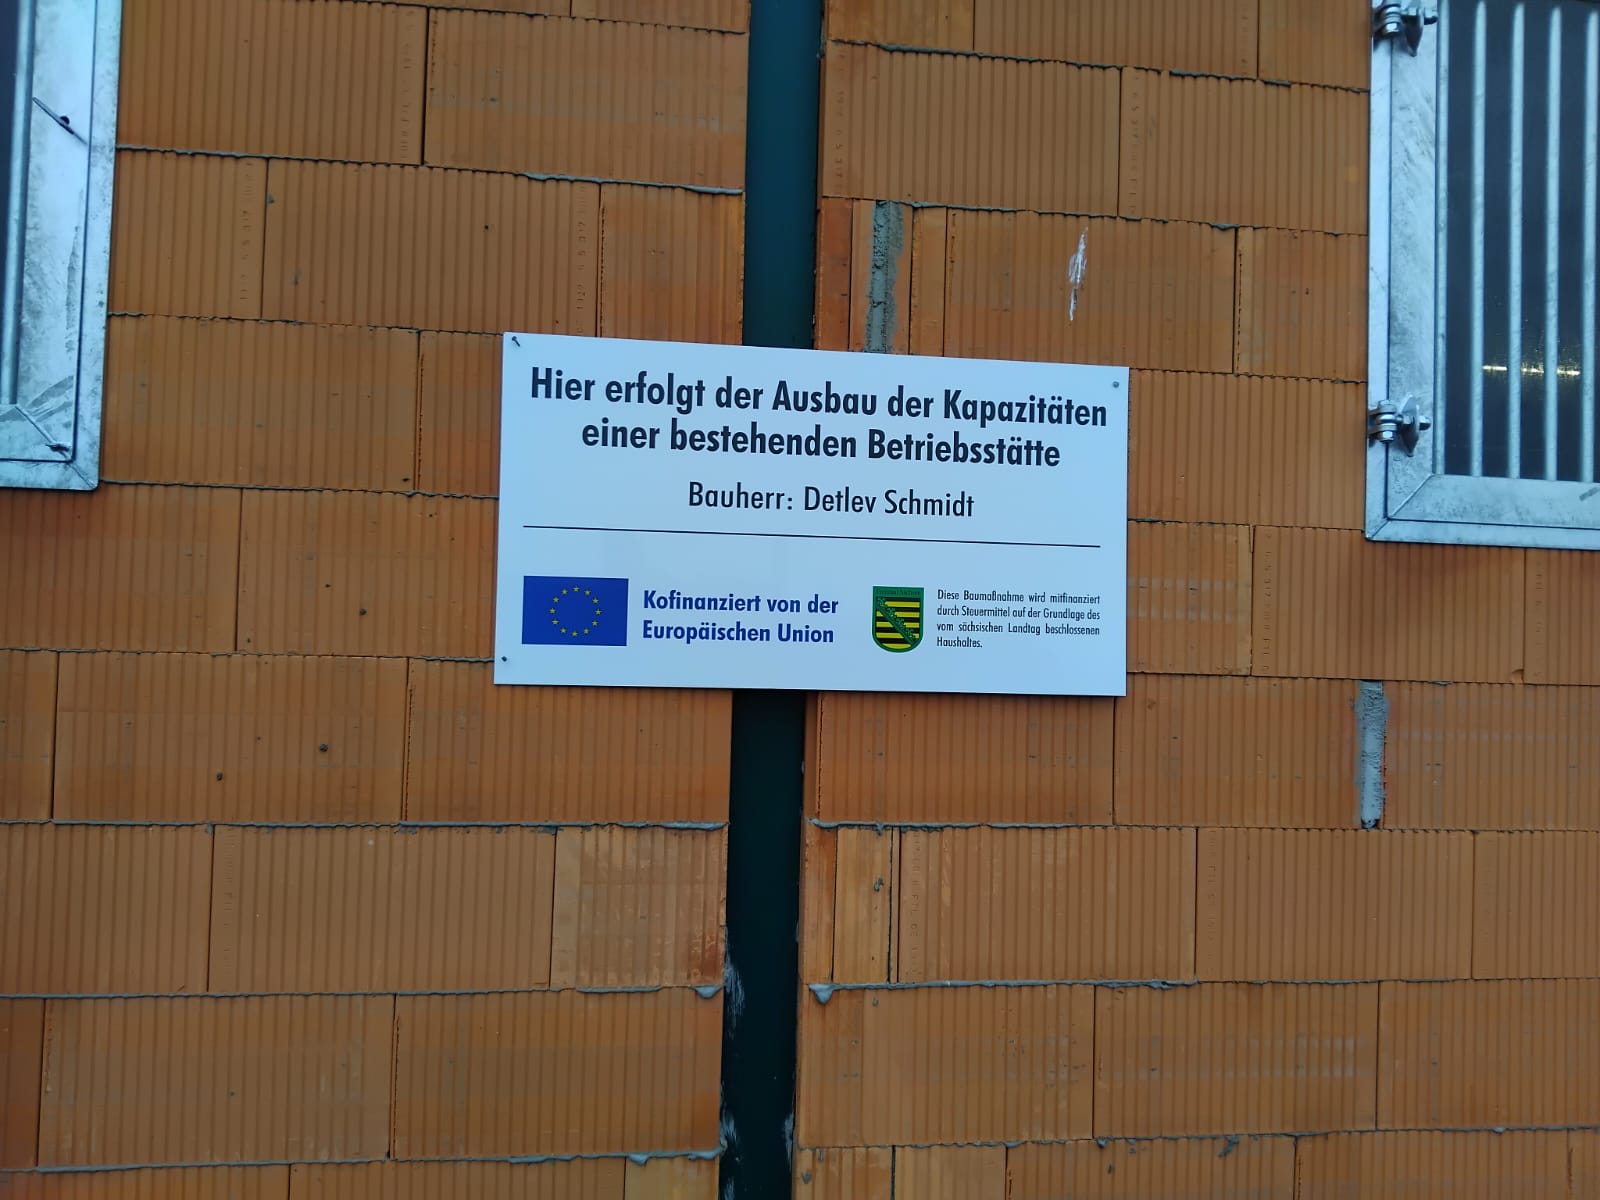 Hier erfolgt der Ausbau der Kapazitäten
einer bestehenden Betriebsstätte
Bauherr: Detlev Schmidt
Kofinanziert von der
Europäischen Union
Diese Baumaßnahme wird mitfinanziert
durch Steuermittel auf der Grundlage des
vom sächsischen Landtag beschlossenen
Haushaltes.